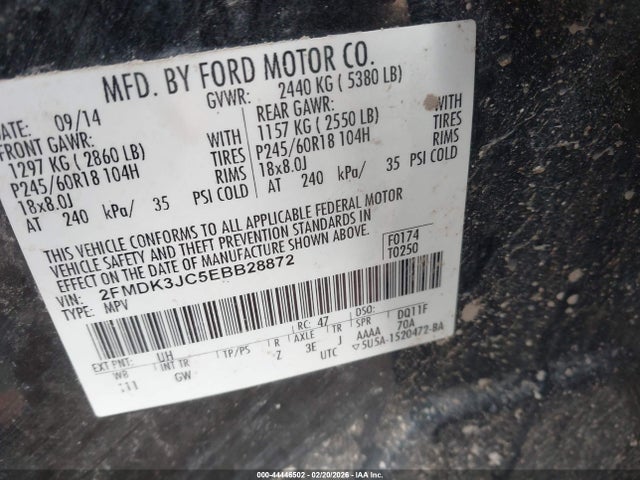 MFD. BY FORD MOTOR CO.
DATE: 09/14 GVWR: 2440 KG ( 5380 LB)
FRONT GAWR: REAR GAWR:
1297 KG ( 2860 LB) WITH 1157 KG ( 2550 LB) WITH
P245/60R18 104H TIRES P245/60R18 104H TIRES
18x8.0J RIMS 18x8.0J RIMS
AT 240 kPa/ 35 PSI COLD AT 240 kPa/ 35 PSI COLD
THIS VEHICLE CONFORMS TO ALL APPLICABLE FEDERAL MOTOR
VEHICLE SAFETY AND THEFT PREVENTION STANDARDS IN
EFFECT ON THE DATE OF MANUFACTURE SHOWN ABOVE.
F0174
T0250
VIN: 2FMDK3JC5EBB28872
TYPE: MPV
RC: 47 DSO:
EXT PNT: UH
WB INT TR TP/PS R AXLE TR SPR DQ11F
111 GW -Z 3E J AAAA 70A
UTC ▽5U5A-1520472-BA
000-44446502 - 02/20/2026 - IAA Inc.